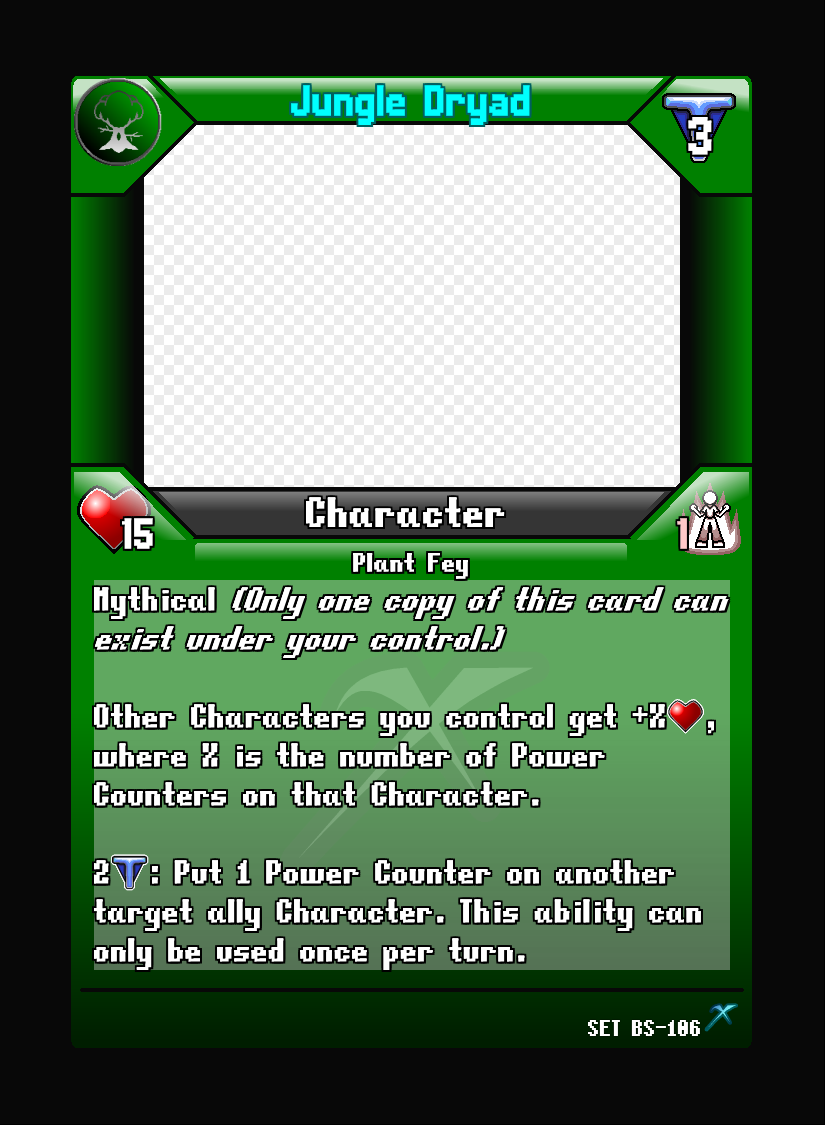 Jungle Dryad
3
Character
15
1
Plant Fey
Mythical (Only one copy of this card can
exist under your control.)
Other Characters you control get +X,
where X is the number of Power
Counters on that Character.
2T: Put 1 Power Counter on another
target ally Character. This ability can
only be used once per turn.
SET BS-106